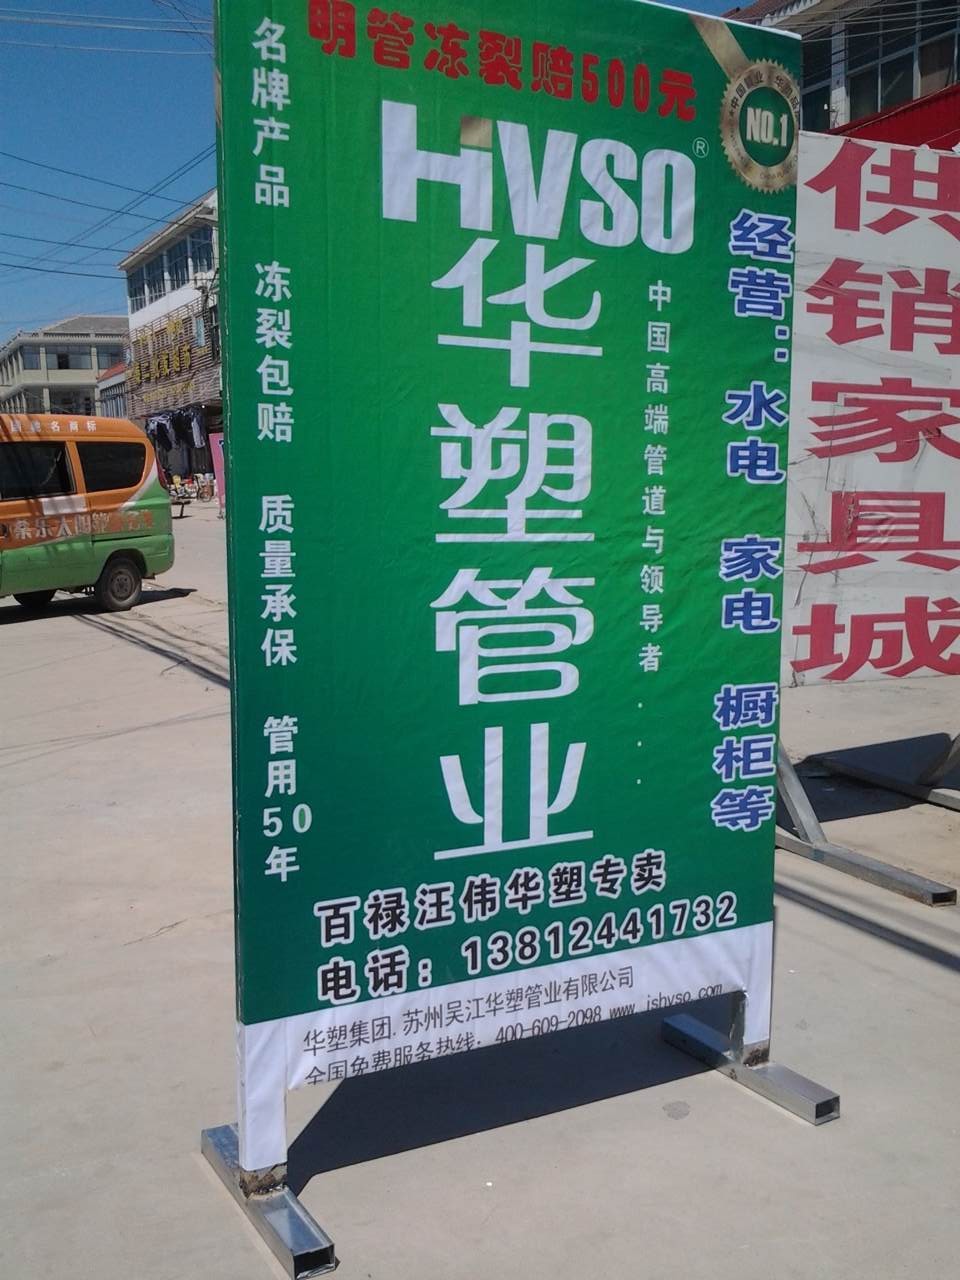 明管冻裂赔500元
HVSO®
NO.1
名牌产品 冻裂包赔 质量承保 管用50年
华塑管业
中国高端管道与领导者....
经营：水电 家电 橱柜等
百禄汪伟华塑专卖
电话：13812441732
华塑集团.苏州吴江华塑管业有限公司
全国免费服务热线：400-609-2098 www.jshvso.com
供销家具城